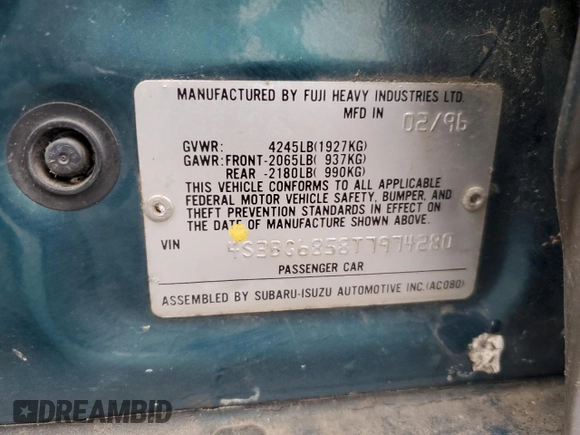 MANUFACTURED BY FUJI HEAVY INDUSTRIES LTD.
MFD IN 02/96
GVWR: 4245LB(1927KG)
GAWR: FRONT-2065LB( 937KG)
REAR -2180LB( 990KG)
THIS VEHICLE CONFORMS TO ALL APPLICABLE
FEDERAL MOTOR VEHICLE SAFETY, BUMPER, AND
THEFT PREVENTION STANDARDS IN EFFECT ON
THE DATE OF MANUFACTURE SHOWN ABOVE.
VIN 4S3BG6858T7974280
PASSENGER CAR
ASSEMBLED BY SUBARU-ISUZU AUTOMOTIVE INC.(AC080)
DREAMBID